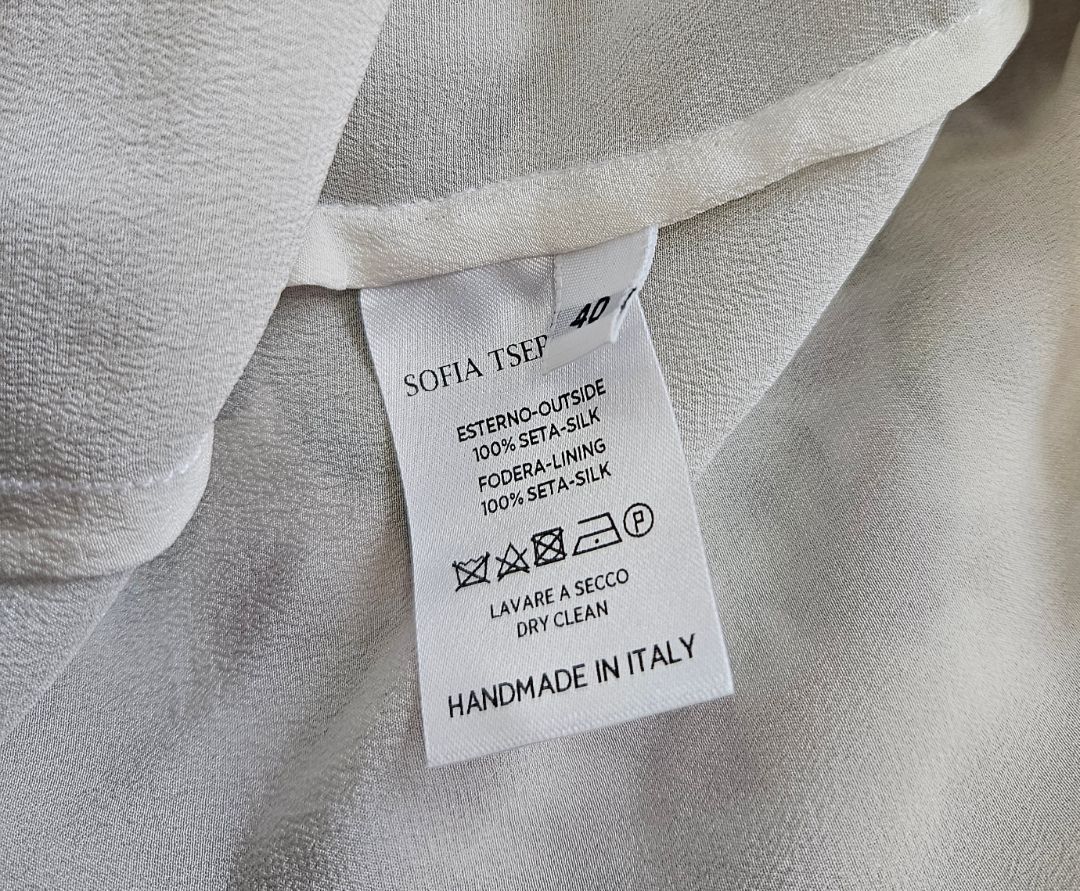 40
SOFIA
ESTERNO-OUTSIDE
100% SETA-SILK
FODERA-LINING
100% SETA-SILK
P
LAVARE A SECCO
DRY CLEAN
HANDMADE IN ITALY